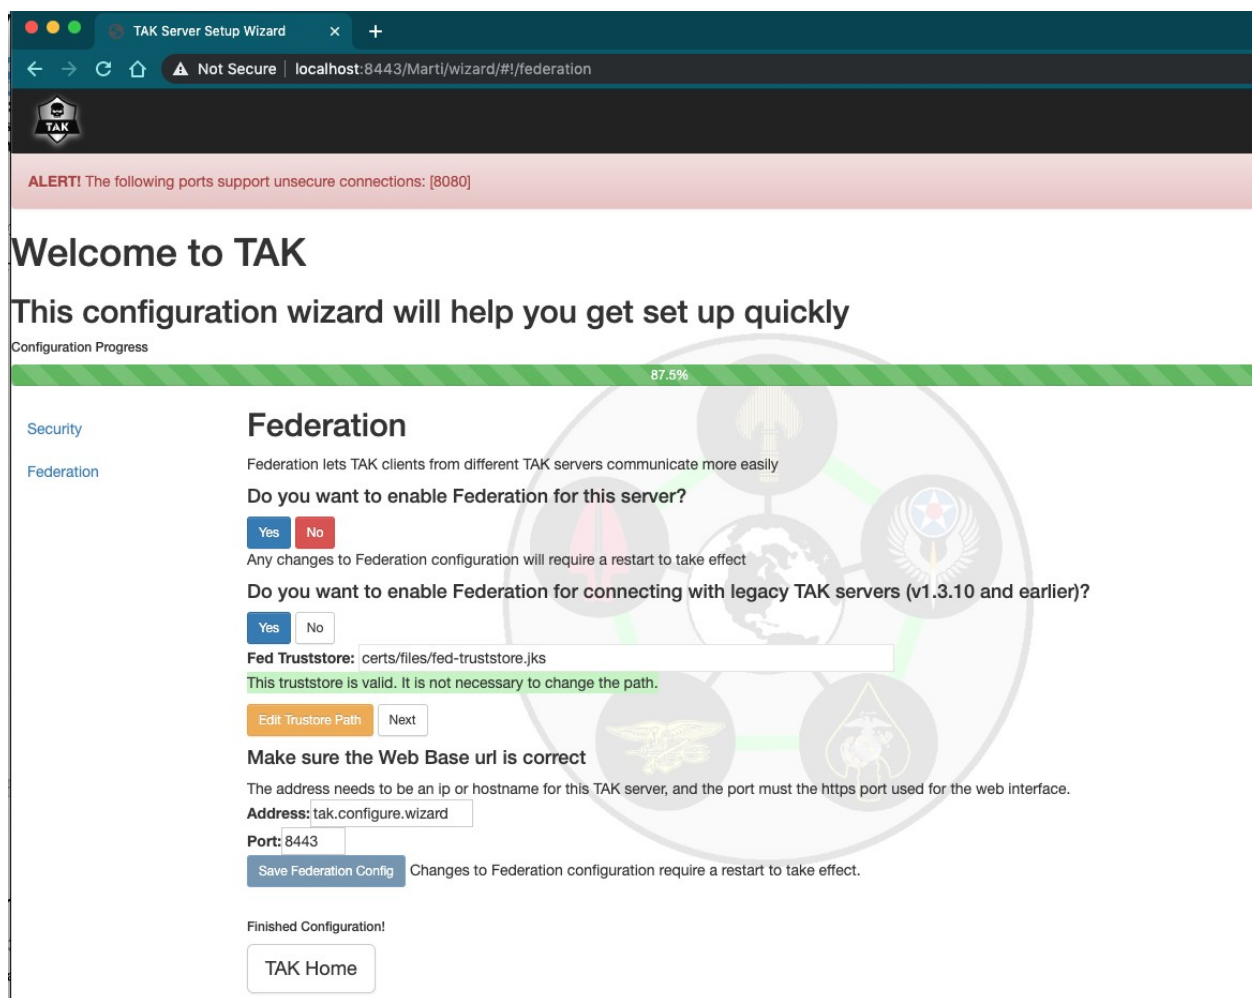 TAK Server Setup Wizard
Not Secure | localhost:8443/Marti/wizard/#!/federation
TAK
ALERT! The following ports support unsecure connections: [8080]
Welcome to TAK
This configuration wizard will help you get set up quickly
Configuration Progress
87.5%
Security
Federation
Federation
Federation lets TAK clients from different TAK servers communicate more easily
Do you want to enable Federation for this server?
Yes No
Any changes to Federation configuration will require a restart to take effect
Do you want to enable Federation for connecting with legacy TAK servers (v1.3.10 and earlier)?
Yes No
Fed Truststore: certs/files/fed-truststore.jks
This truststore is valid. It is not necessary to change the path.
Edit Trustore Path Next
Make sure the Web Base url is correct
The address needs to be an ip or hostname for this TAK server, and the port must the https port used for the web interface.
Address: tak.configure.wizard
Port: 8443
Save Federation Config Changes to Federation configuration require a restart to take effect.
Finished Configuration!
TAK Home